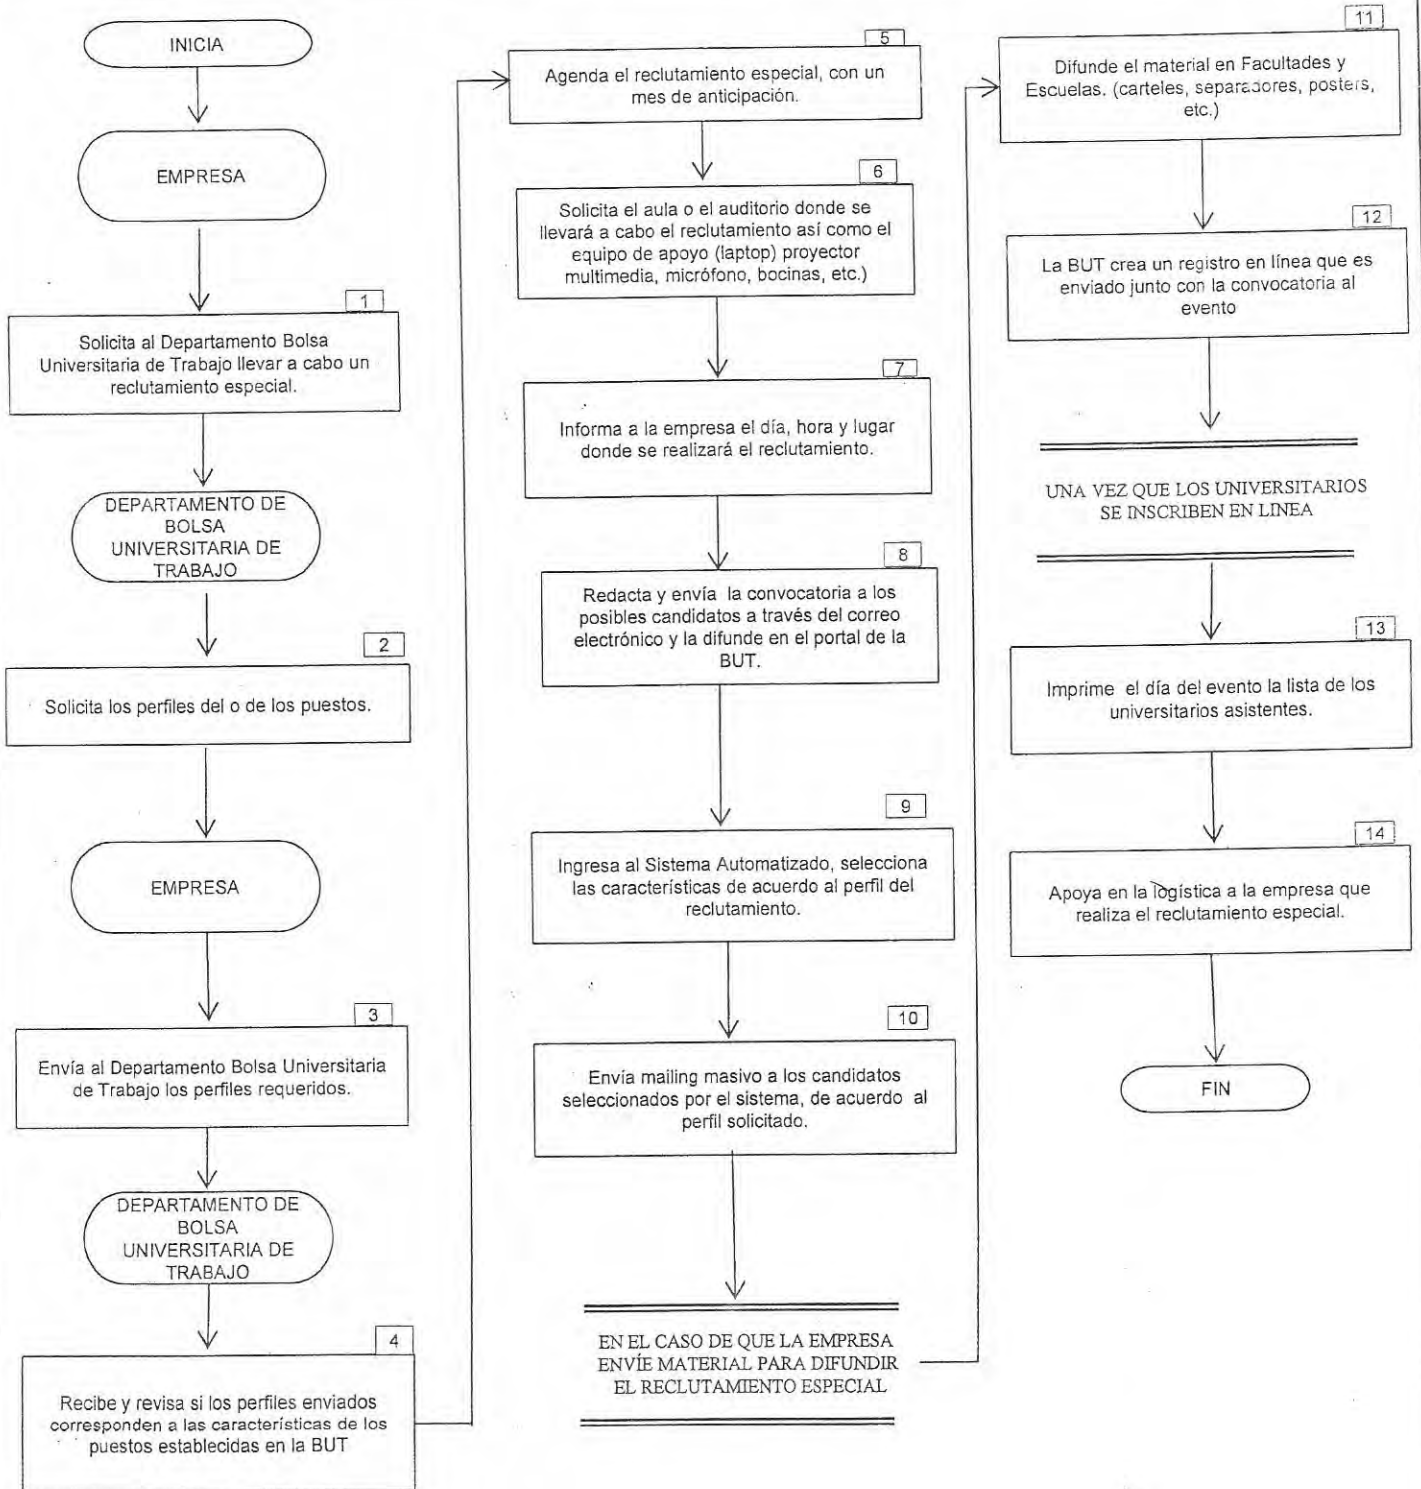 INICIA
EMPRESA
1
Solicita al Departamento Bolsa
Universitaria de Trabajo llevar a cabo un
reclutamiento especial.
DEPARTAMENTO DE
BOLSA
UNIVERSITARIA DE
TRABAJO
2
Solicita los perfiles del o de los puestos.
EMPRESA
3
Envía al Departamento Bolsa Universitaria
de Trabajo los perfiles requeridos.
DEPARTAMENTO DE
BOLSA
UNIVERSITARIA DE
TRABAJO
4
Recibe y revisa si los perfiles enviados
corresponden a las características de los
puestos establecidas en la BUT
5
Agenda el reclutamiento especial, con un
mes de anticipación.
6
Solicita el aula o el auditorio donde se
llevará a cabo el reclutamiento así como el
equipo de apoyo (laptop) proyector
multimedia, micrófono, bocinas, etc.)
7
Informa a la empresa el día, hora y lugar
donde se realizará el reclutamiento.
8
Redacta y envía la convocatoria a los
posibles candidatos a través del correo
electrónico y la difunde en el portal de la
BUT.
9
Ingresa al Sistema Automatizado, selecciona
las características de acuerdo al perfil del
reclutamiento.
10
Envía mailing masivo a los candidatos
seleccionados por el sistema, de acuerdo al
perfil solicitado.
EN EL CASO DE QUE LA EMPRESA
ENVÍE MATERIAL PARA DIFUNDIR
EL RECLUTAMIENTO ESPECIAL
11
Difunde el material en Facultades y
Escuelas. (carteles, separadores, posters,
etc.)
12
La BUT crea un registro en línea que es
enviado junto con la convocatoria al
evento
UNA VEZ QUE LOS UNIVERSITARIOS
SE INSCRIBEN EN LINEA
13
Imprime el día del evento la lista de los
universitarios asistentes.
14
Apoya en la logística a la empresa que
realiza el reclutamiento especial.
FIN